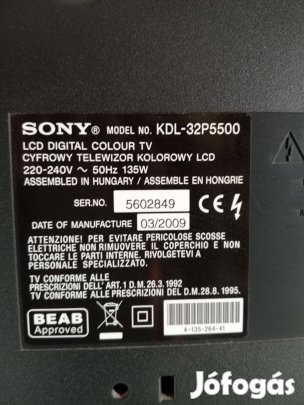 SONY® MODEL NO. KDL-32P5500
LCD DIGITAL COLOUR TV
CYFROWY TELEWIZOR KOLOROWY LCD
220-240V ~ 50Hz 135W
ASSEMBLED IN HUNGARY / ASSEMBLE EN HONGRIE
SER.NO. 5602849
CE
DATE OF MANUFACTURE 03/2009
ATTENZIONE! PER EVITARE PERICOLOSE SCOSSE
ELETTRICHE NON RIMUOVERE IL COPERCHIO E NON
TOCCARE LE PARTI INTERNE. RIVOLGETEVI A
PERSONALE SPECIALIZZATO.
TV CONFORME ALLE
PRESCRIZIONI DELL'ART.1 D.M.26.3.1992
TV CONFORME ALLE
PRESCRIZIONI DEL D.M.28.8.1995.
BEAB
Approved
4-135-284-41
Jófogás